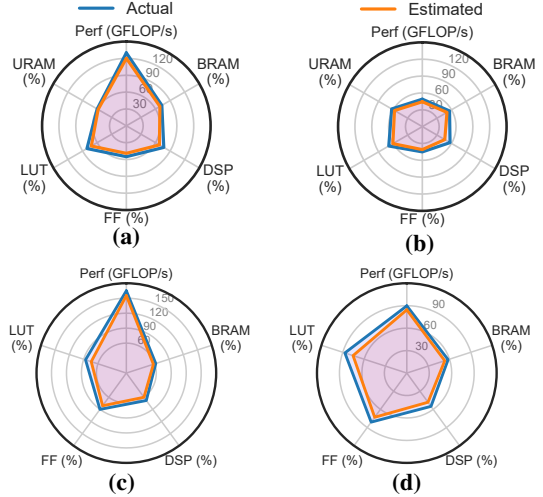 Actual
Estimated
Perf (GFLOP/s)
Perf (GFLOP/s)
URAM
(%)
120
90
60
30
BRAM
(%)
URAM
(%)
120
90
60
30
BRAM
(%)
LUT
(%)
DSP
(%)
LUT
(%)
DSP
(%)
FF (%)
FF (%)
(a)
(b)
Perf (GFLOP/s)
Perf (GFLOP/s)
LUT
(%)
150
120
90
60
BRAM
(%)
LUT
(%)
90
60
30
BRAM
(%)
FF (%)
DSP (%)
FF (%)
DSP (%)
(c)
(d)